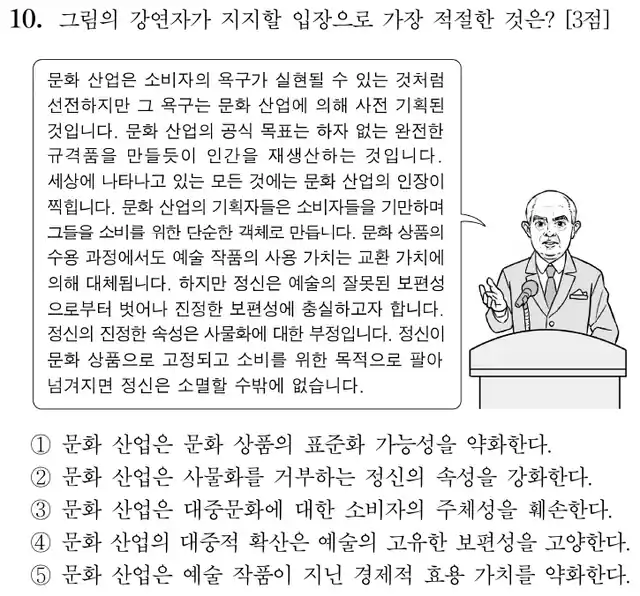 10. 그림의 강연자가 지지할 입장으로 가장 적절한 것은? [3점]
문화 산업은 소비자의 욕구가 실현될 수 있는 것처럼
선전하지만 그 욕구는 문화 산업에 의해 사전 기획된
것입니다. 문화 산업의 공식 목표는 하자 없는 완전한
규격품을 만들듯이 인간을 재생산하는 것입니다.
세상에 나타나고 있는 모든 것에는 문화 산업의 인장이
찍힙니다. 문화 산업의 기획자들은 소비자들을 기만하며
그들을 소비를 위한 단순한 객체로 만듭니다. 문화 상품의
수용 과정에서도 예술 작품의 사용 가치는 교환 가치에
의해 대체됩니다. 하지만 정신은 예술의 잘못된 보편성
으로부터 벗어나 진정한 보편성에 충실하고자 합니다.
정신의 진정한 속성은 사물화에 대한 부정입니다. 정신이
문화 상품으로 고정되고 소비를 위한 목적으로 팔아
넘겨지면 정신은 소멸할 수밖에 없습니다.
① 문화 산업은 문화 상품의 표준화 가능성을 약화한다.
② 문화 산업은 사물화를 거부하는 정신의 속성을 강화한다.
③ 문화 산업은 대중문화에 대한 소비자의 주체성을 훼손한다.
④ 문화 산업의 대중적 확산은 예술의 고유한 보편성을 고양한다.
⑤ 문화 산업은 예술 작품이 지닌 경제적 효용 가치를 약화한다.